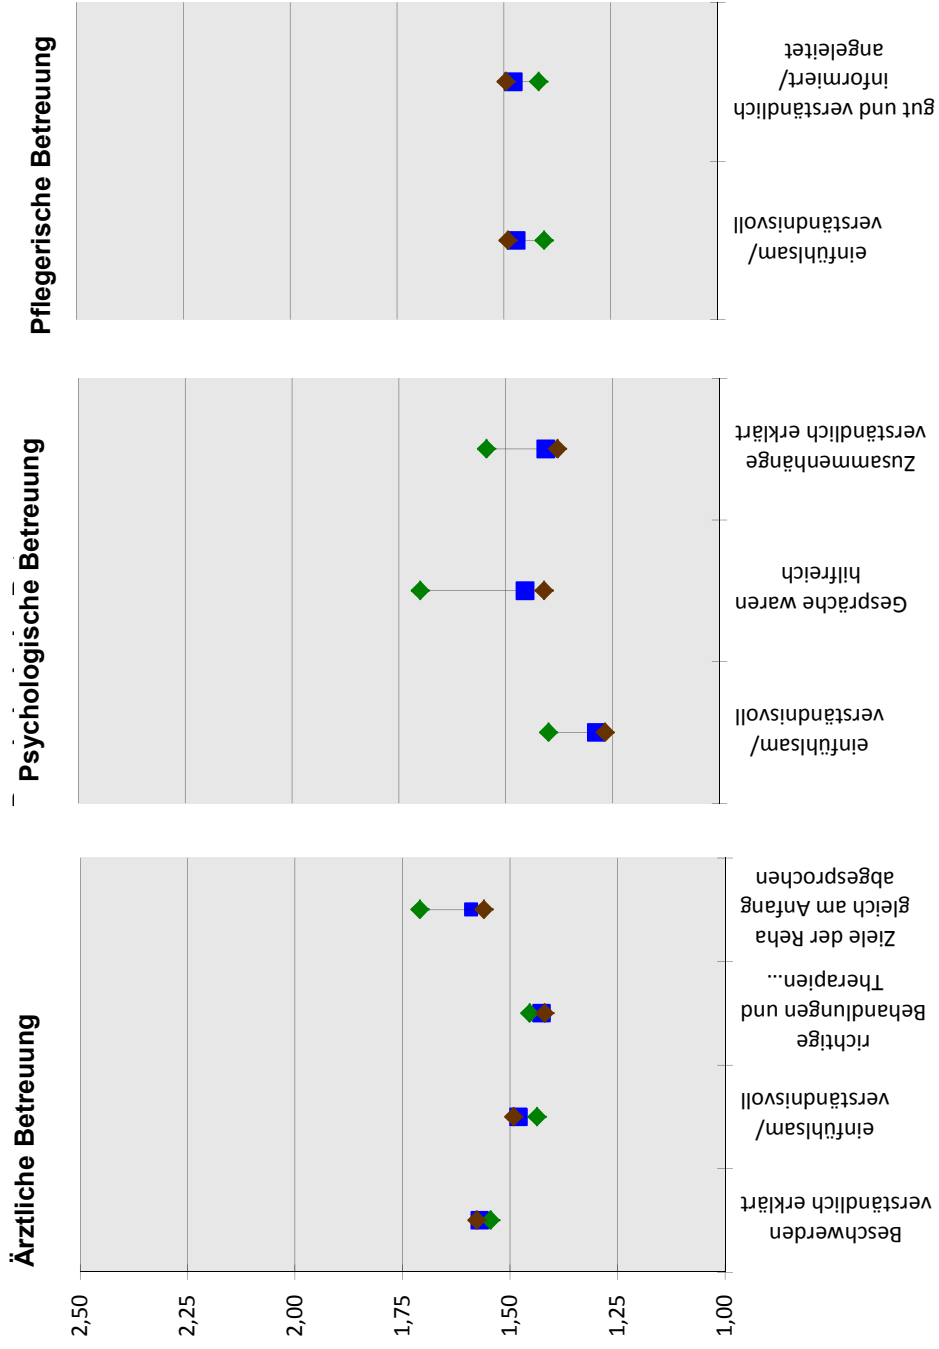 Ärztliche Betreuung
Psychologische Betreuung
Pflegerische Betreuung
2,50
2,25
2,00
1,75
1,50
1,25
1,00
Beschwerden
verständlich erklärt
einfühlsam/
verständnisvoll
richtige
Behandlungen und
Therapien...
Ziele der Reha
gleich am Anfang
abgesprochen
einfühlsam/
verständnisvoll
Gespräche waren
hilfreich
Zusammenhänge
verständlich erklärt
einfühlsam/
verständnisvoll
gut und verständlich
informiert/
angeleitet